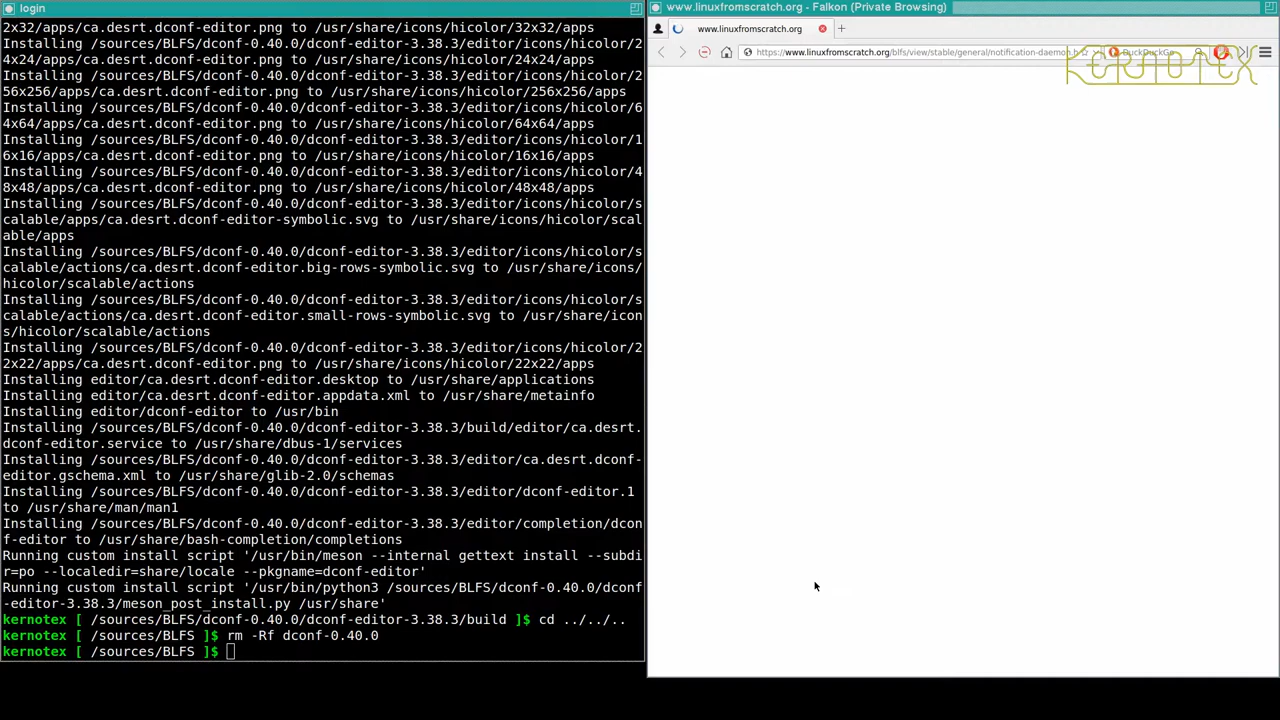 login
2x32/apps/ca.desrt.dconf-editor.png to /usr/share/icons/hicolor/32x32/apps
Installing /sources/BLFS/dconf-0.40.0/dconf-editor-3.38.3/editor/icons/hicolor/2
4x24/apps/ca.desrt.dconf-editor.png to /usr/share/icons/hicolor/24x24/apps
Installing /sources/BLFS/dconf-0.40.0/dconf-editor-3.38.3/editor/icons/hicolor/2
56x256/apps/ca.desrt.dconf-editor.png to /usr/share/icons/hicolor/256x256/apps
Installing /sources/BLFS/dconf-0.40.0/dconf-editor-3.38.3/editor/icons/hicolor/6
4x64/apps/ca.desrt.dconf-editor.png to /usr/share/icons/hicolor/64x64/apps
Installing /sources/BLFS/dconf-0.40.0/dconf-editor-3.38.3/editor/icons/hicolor/1
6x16/apps/ca.desrt.dconf-editor.png to /usr/share/icons/hicolor/16x16/apps
Installing /sources/BLFS/dconf-0.40.0/dconf-editor-3.38.3/editor/icons/hicolor/4
8x48/apps/ca.desrt.dconf-editor.png to /usr/share/icons/hicolor/48x48/apps
Installing /sources/BLFS/dconf-0.40.0/dconf-editor-3.38.3/editor/icons/hicolor/s
calable/apps/ca.desrt.dconf-editor-symbolic.svg to /usr/share/icons/hicolor/scal
able/apps
Installing /sources/BLFS/dconf-0.40.0/dconf-editor-3.38.3/editor/icons/hicolor/s
calable/actions/ca.desrt.dconf-editor.big-rows-symbolic.svg to /usr/share/icons/
hicolor/scalable/actions
Installing /sources/BLFS/dconf-0.40.0/dconf-editor-3.38.3/editor/icons/hicolor/s
calable/actions/ca.desrt.dconf-editor.small-rows-symbolic.svg to /usr/share/icon
s/hicolor/scalable/actions
Installing /sources/BLFS/dconf-0.40.0/dconf-editor-3.38.3/editor/icons/hicolor/2
2x22/apps/ca.desrt.dconf-editor.png to /usr/share/icons/hicolor/22x22/apps
Installing editor/ca.desrt.dconf-editor.desktop to /usr/share/applications
Installing editor/ca.desrt.dconf-editor.appdata.xml to /usr/share/metainfo
Installing editor/dconf-editor to /usr/bin
Installing /sources/BLFS/dconf-0.40.0/dconf-editor-3.38.3/build/editor/ca.desrt.
dconf-editor.service to /usr/share/dbus-1/services
Installing /sources/BLFS/dconf-0.40.0/dconf-editor-3.38.3/editor/ca.desrt.dconf-
editor.gschema.xml to /usr/share/glib-2.0/schemas
Installing /sources/BLFS/dconf-0.40.0/dconf-editor-3.38.3/editor/dconf-editor.1
to /usr/share/man/man1
Installing /sources/BLFS/dconf-0.40.0/dconf-editor-3.38.3/editor/completion/dcon
f-editor to /usr/share/bash-completion/completions
Running custom install script '/usr/bin/meson --internal gettext install --subdi
r=po --localedir=share/locale --pkgname=dconf-editor'
Running custom install script '/usr/bin/python3 /sources/BLFS/dconf-0.40.0/dconf
-editor-3.38.3/meson_post_install.py /usr/share'
kernotex [ /sources/BLFS/dconf-0.40.0/dconf-editor-3.38.3/build ]$ cd ../../..
kernotex [ /sources/BLFS ]$ rm -Rf dconf-0.40.0
kernotex [ /sources/BLFS ]$
www.linuxfromscratch.org - Falkon (Private Browsing)
www.linuxfromscratch.org
https://www.linuxfromscratch.org/blfs/view/stable/general/notification-daemon.h
DuckDuckGo
KERNOTEX